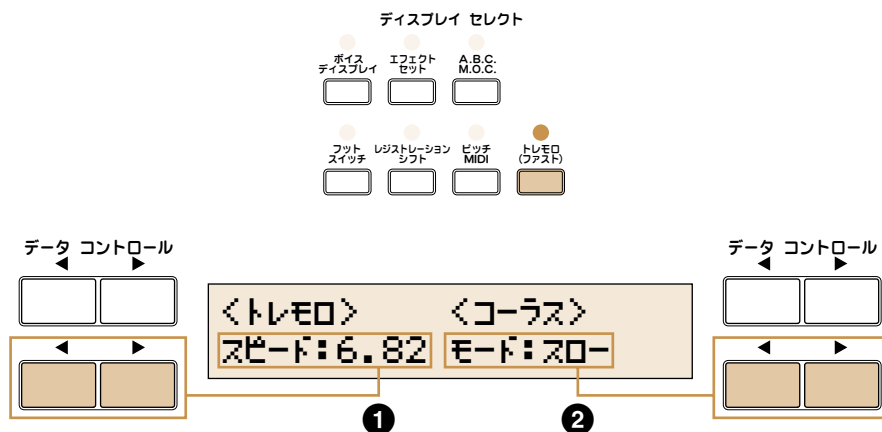 ディスプレイ セレクト
ボイス
ディスプレイ
エフェクト
セット
A.B.C.
M.O.C.
フット
スイッチ
レジストレーション
シフト
ピッチ
MIDI
トレモロ
(ファスト)
データ コントロール
◀ ▶
◀ ▶
<トレモロ> <コーラス>
スピード:6.82 モード:スロー
データ コントロール
◀ ▶
◀ ▶
❶ ❷